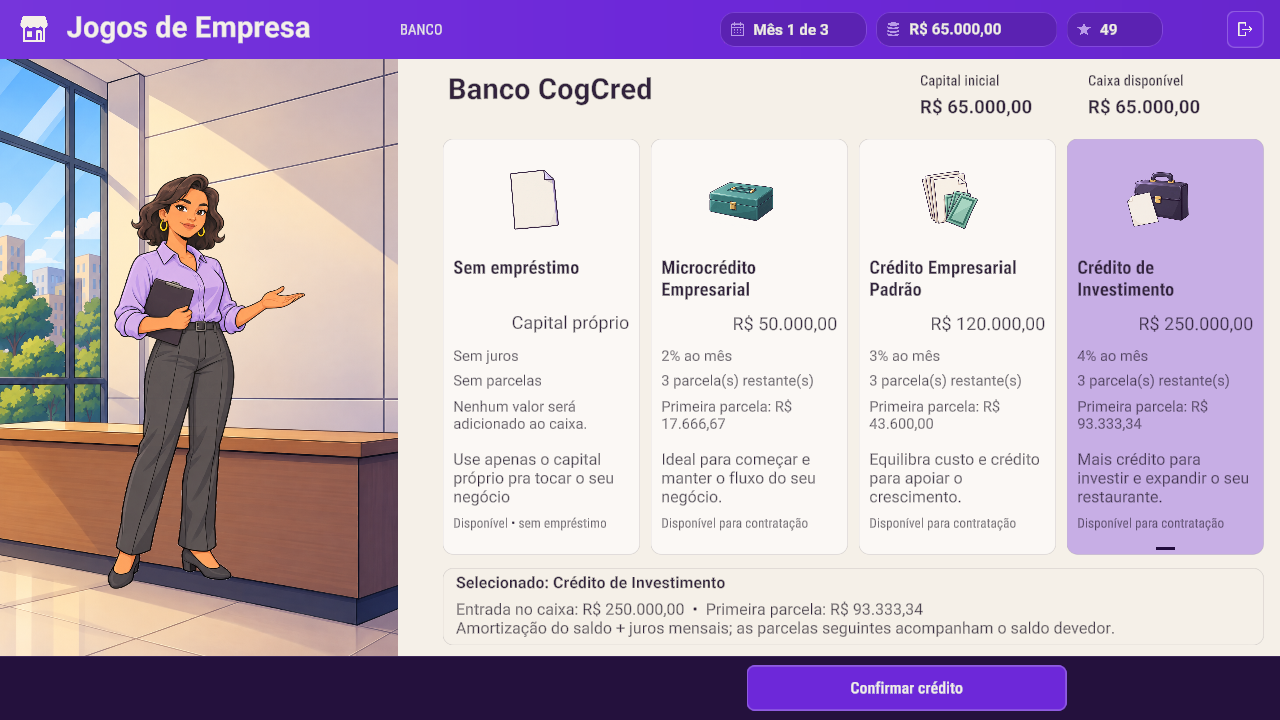 Jogos de Empresa
BANCO
Mês 1 de 3
R$ 65.000,00
49
Banco CogCred
Capital inicial
R$ 65.000,00
Caixa disponível
R$ 65.000,00
Sem empréstimo
Capital próprio
Sem juros
Sem parcelas
Nenhum valor será
adicionado ao caixa.
Use apenas o capital
próprio pra tocar o seu
negócio
Disponível • sem empréstimo
Microcrédito
Empresarial
R$ 50.000,00
2% ao mês
3 parcela(s) restante(s)
Primeira parcela: R$
17.666,67
Ideal para começar e
manter o fluxo do seu
negócio.
Disponível para contratação
Crédito Empresarial
Padrão
R$ 120.000,00
3% ao mês
3 parcela(s) restante(s)
Primeira parcela: R$
43.600,00
Equilibra custo e crédito
para apoiar o
crescimento.
Disponível para contratação
Crédito de
Investimento
R$ 250.000,00
4% ao mês
3 parcela(s) restante(s)
Primeira parcela: R$
93.333,34
Mais crédito para
investir e expandir o seu
restaurante.
Disponível para contratação
Selecionado: Crédito de Investimento
Entrada no caixa: R$ 250.000,00 • Primeira parcela: R$ 93.333,34
Amortização do saldo + juros mensais; as parcelas seguintes acompanham o saldo devedor.
Confirmar crédito